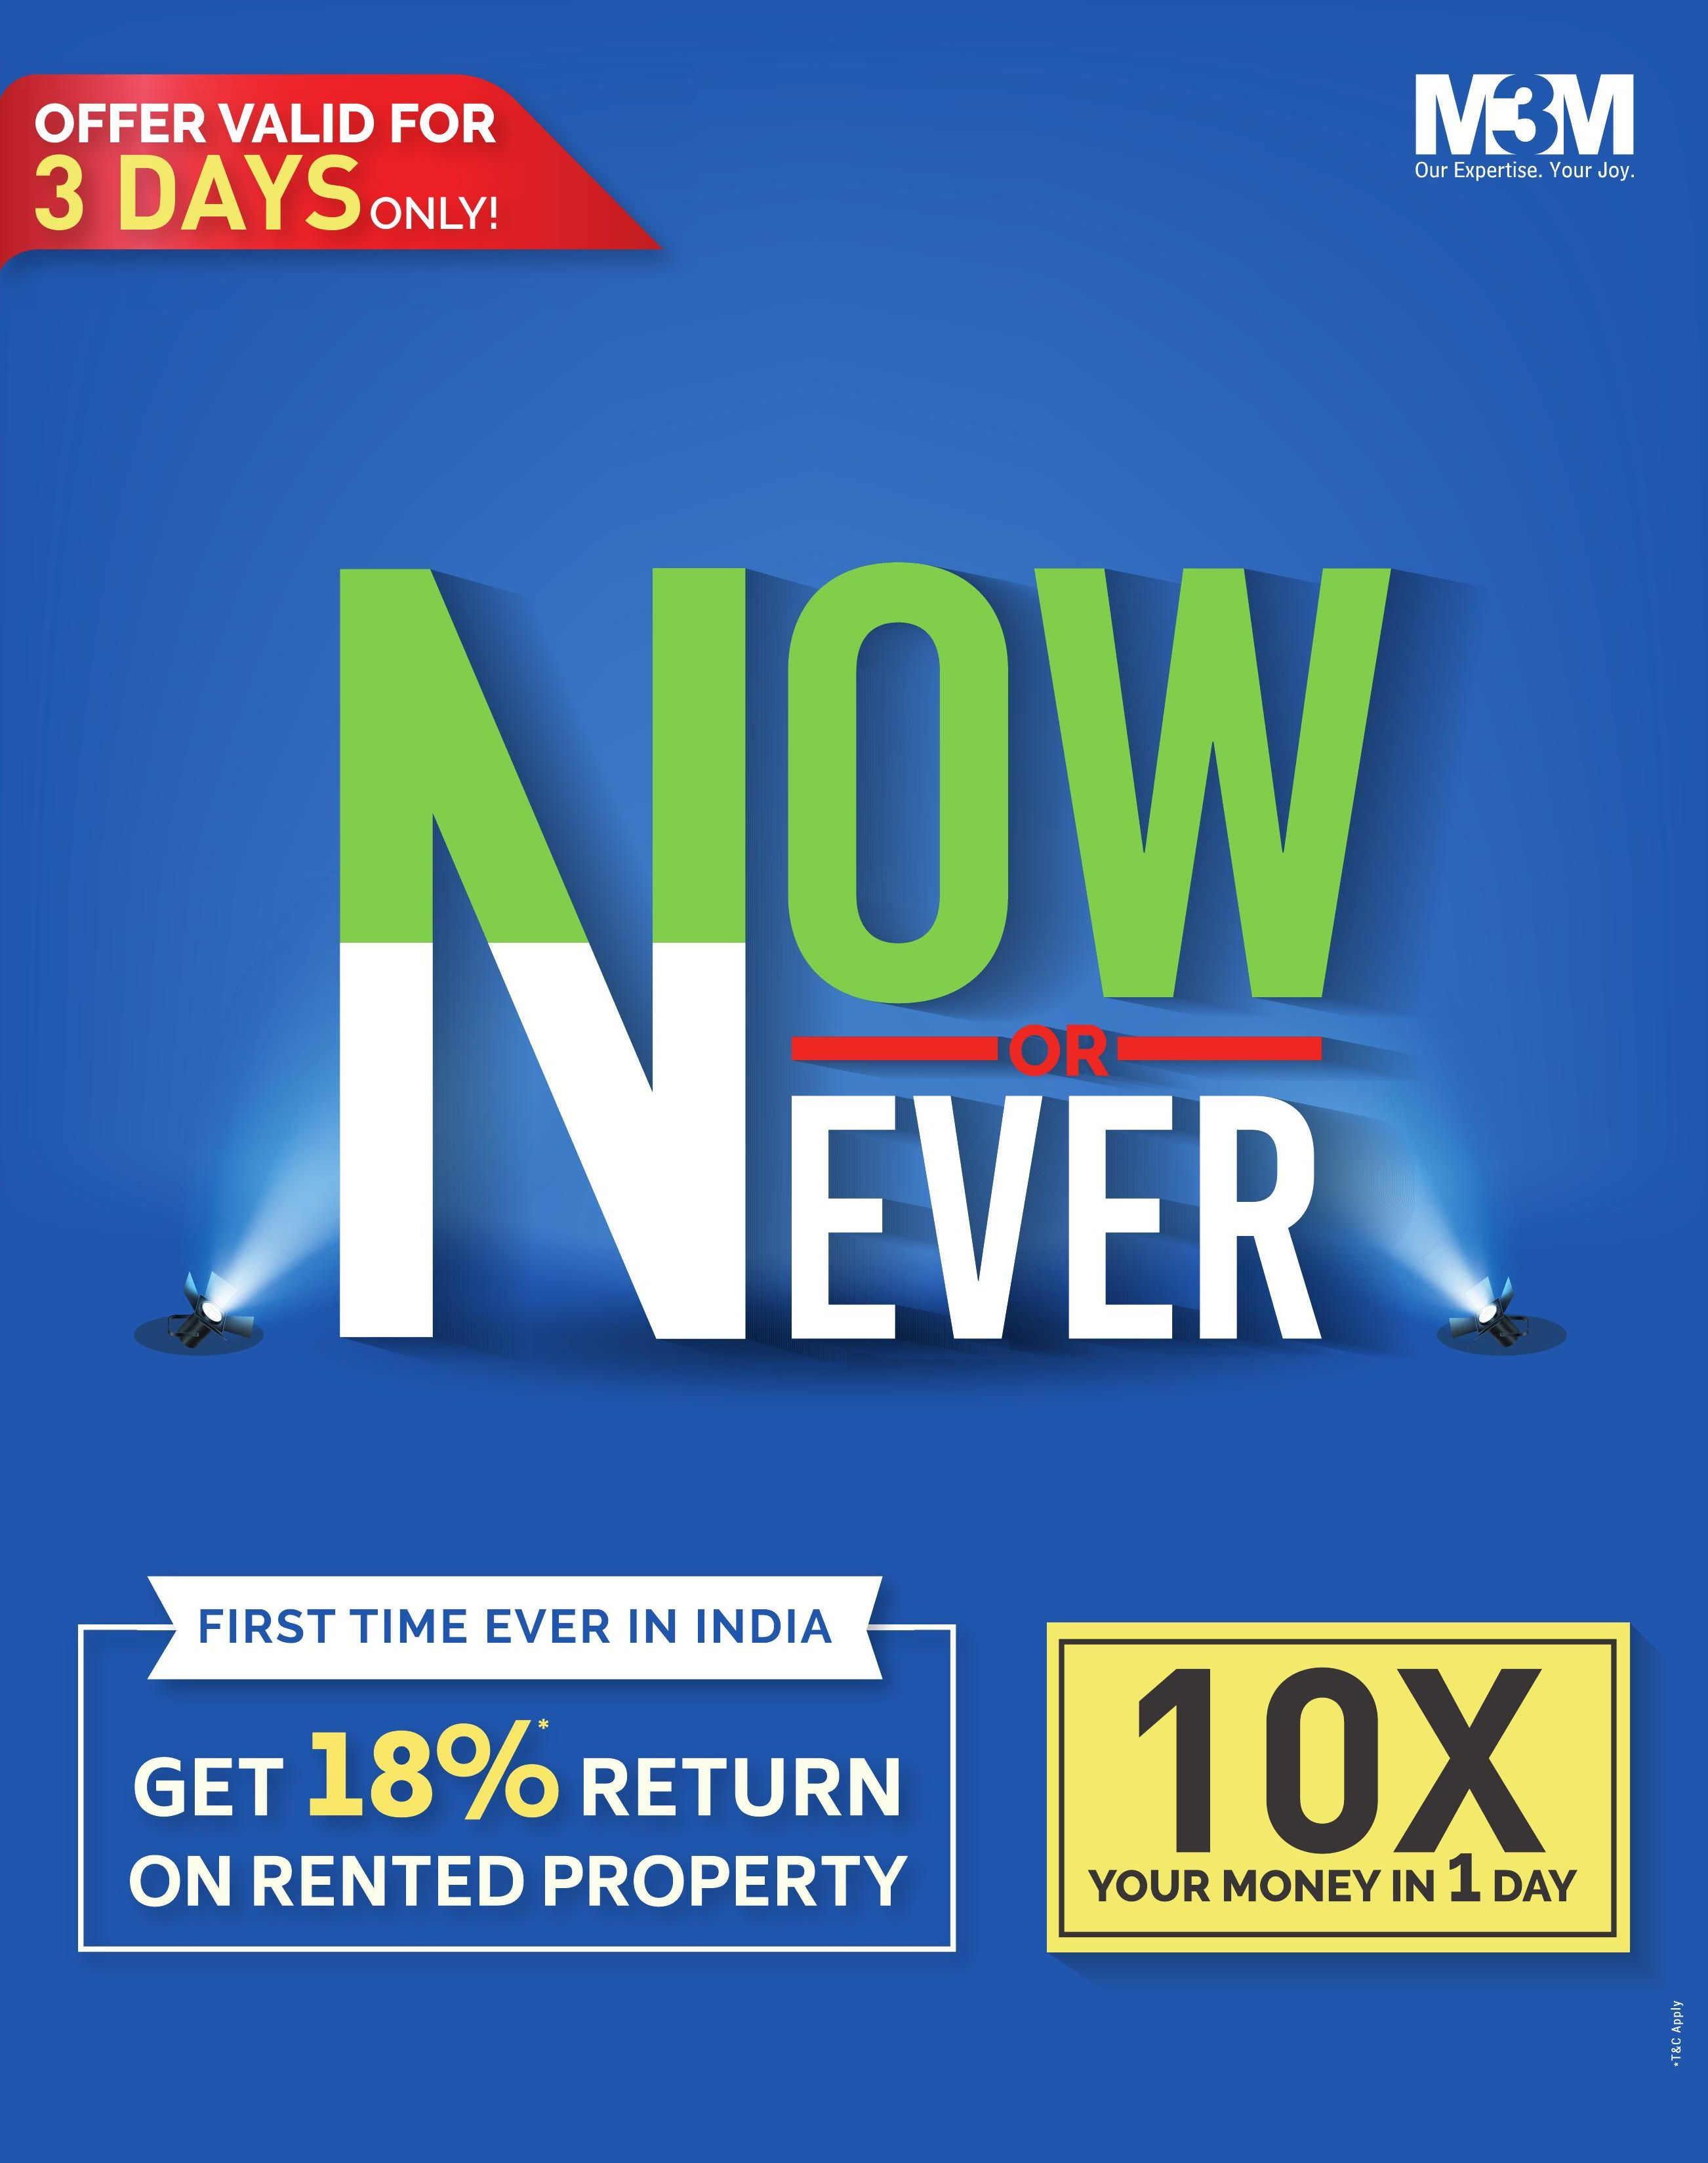 OFFER VALID FOR
3 DAYS ONLY!
M3M
Our Expertise. Your Joy.
NOW
OR
NEVER
FIRST TIME EVER IN INDIA
GET 18%* RETURN
ON RENTED PROPERTY
10X
YOUR MONEY IN 1 DAY
*T&C Apply